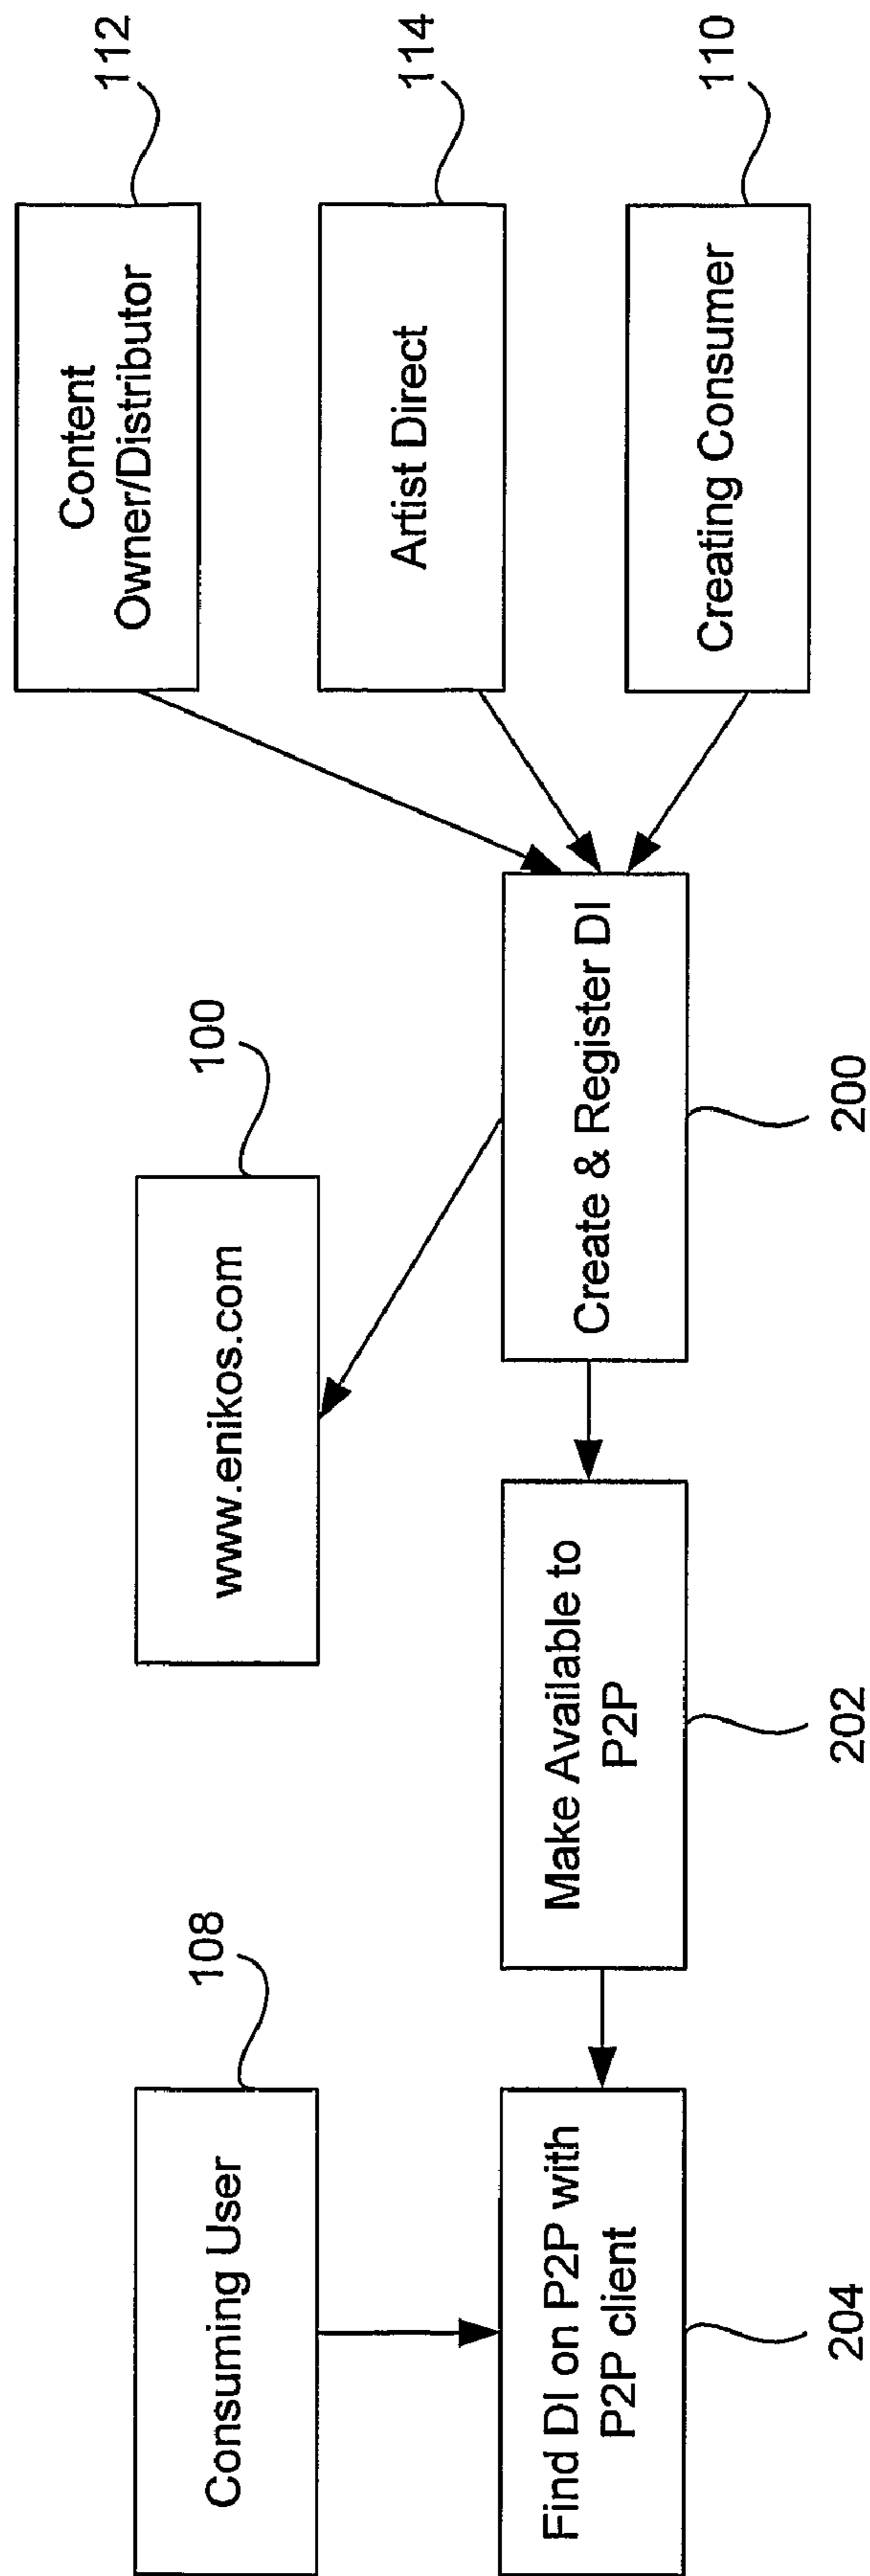 Content
Owner/Distributor
112
108
100
Consuming User
www.enikos.com
Artist Direct
114
Find DI on P2P with
P2P client
Make Available to
P2P
Create & Register DI
Creating Consumer
110
204
202
200